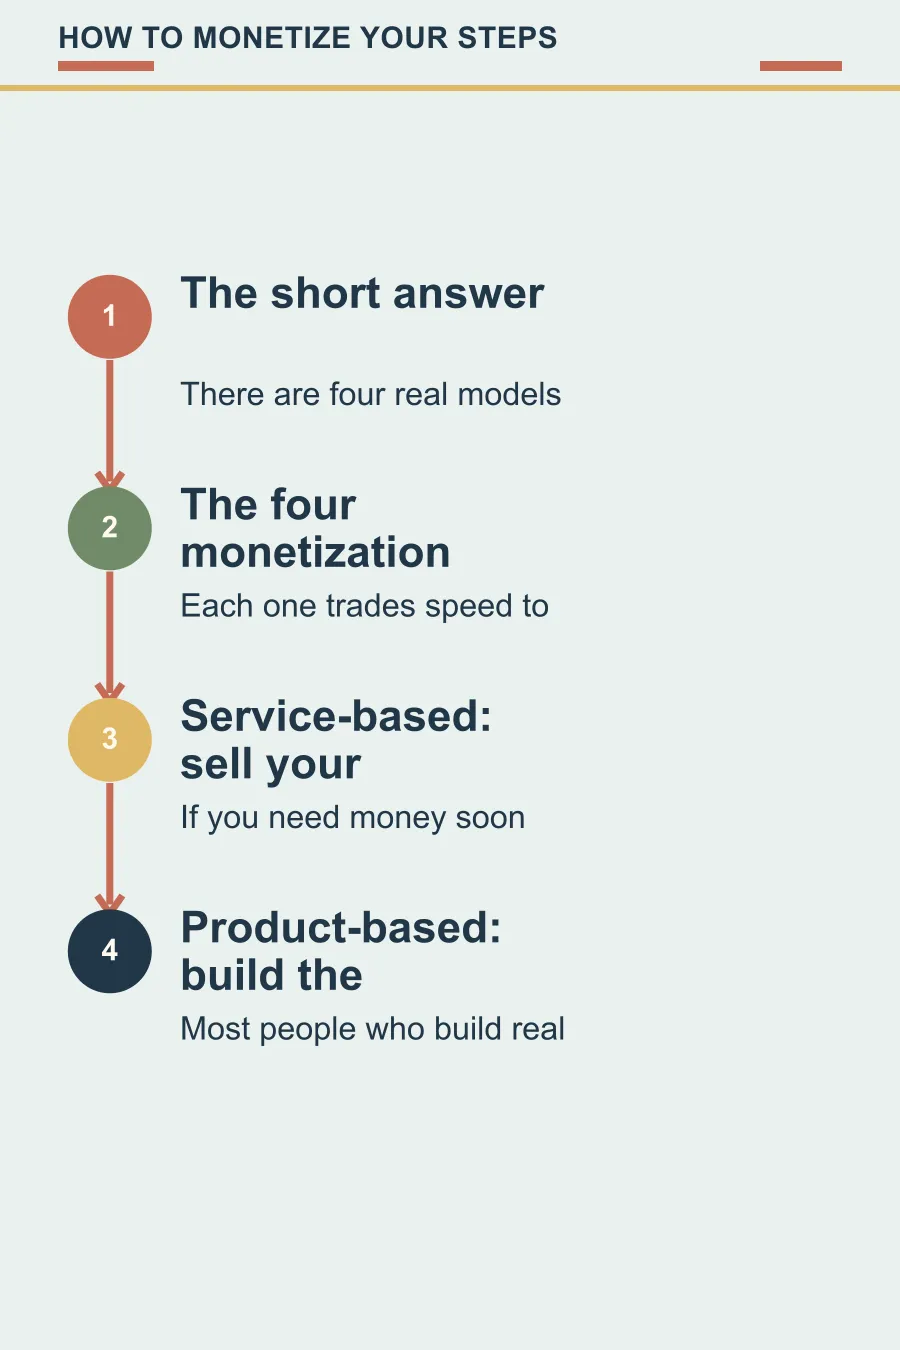 HOW TO MONETIZE YOUR STEPS
1
The short answer
There are four real models
2
The four
monetization
Each one trades speed to
3
Service-based:
sell your
If you need money soon
4
Product-based:
build the
Most people who build real